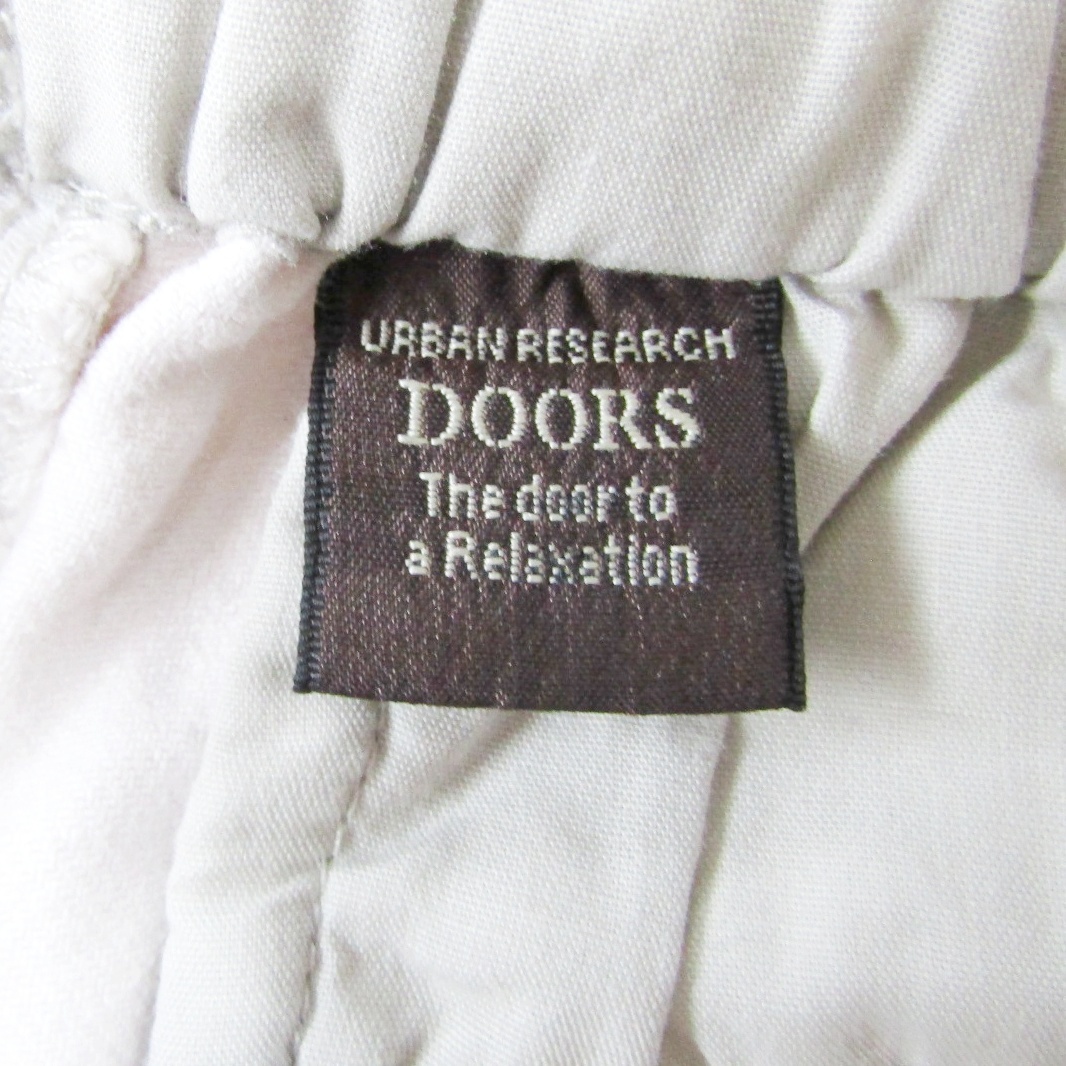 URBAN RESEARCH
DOORS
The door to
a Relaxation